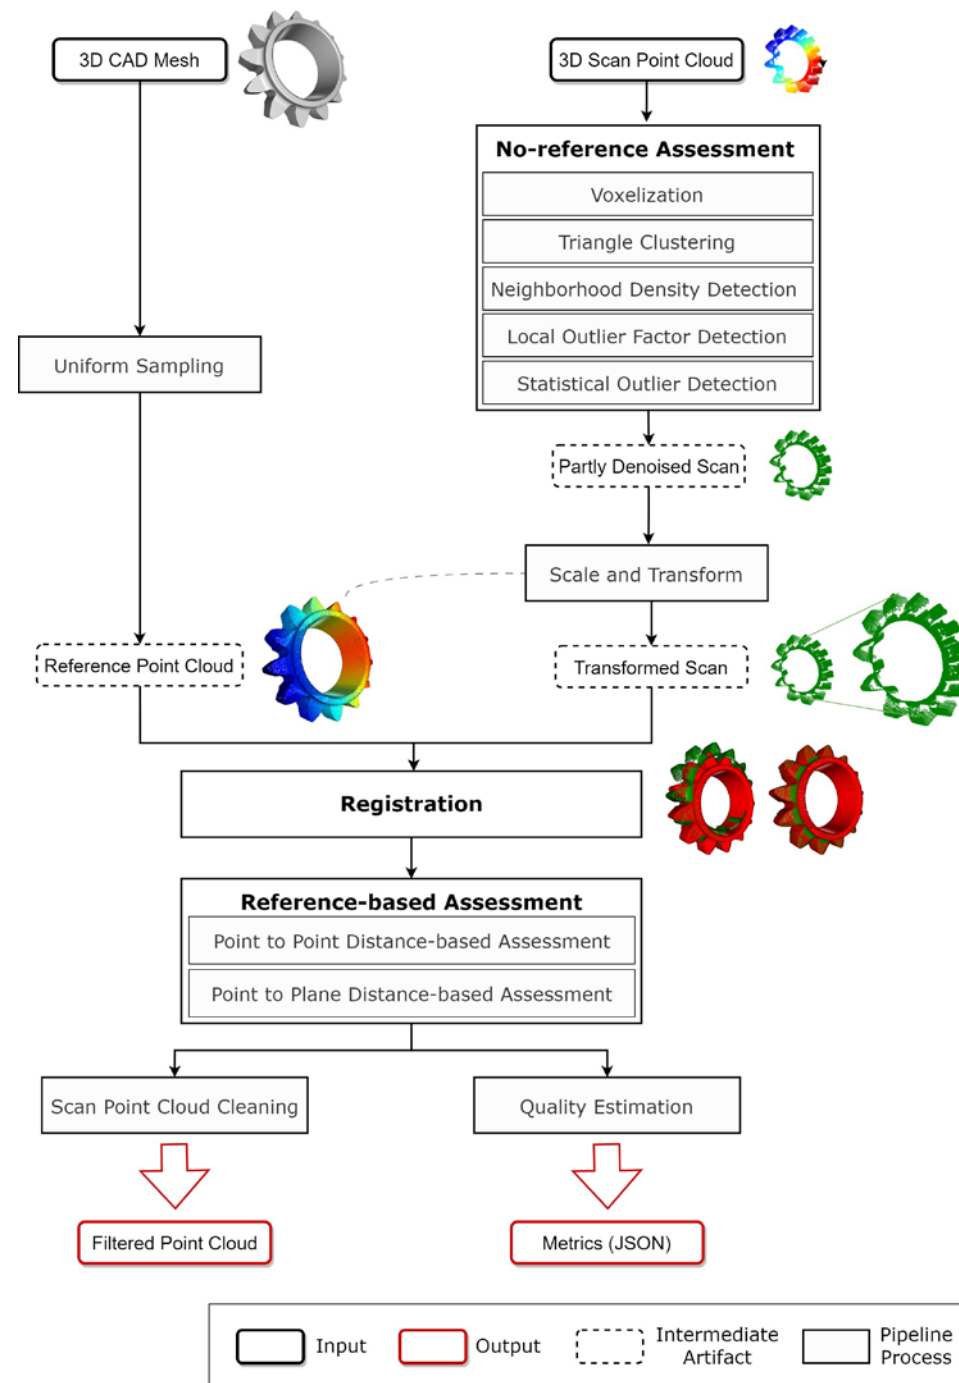 3D CAD Mesh
3D Scan Point Cloud
No-reference Assessment
Voxelization
Triangle Clustering
Neighborhood Density Detection
Local Outlier Factor Detection
Statistical Outlier Detection
Uniform Sampling
Partly Denoised Scan
Scale and Transform
Reference Point Cloud
Transformed Scan
Registration
Reference-based Assessment
Point to Point Distance-based Assessment
Point to Plane Distance-based Assessment
Scan Point Cloud Cleaning
Quality Estimation
Filtered Point Cloud
Metrics (JSON)
Input
Output
Intermediate
Artifact
Pipeline
Process